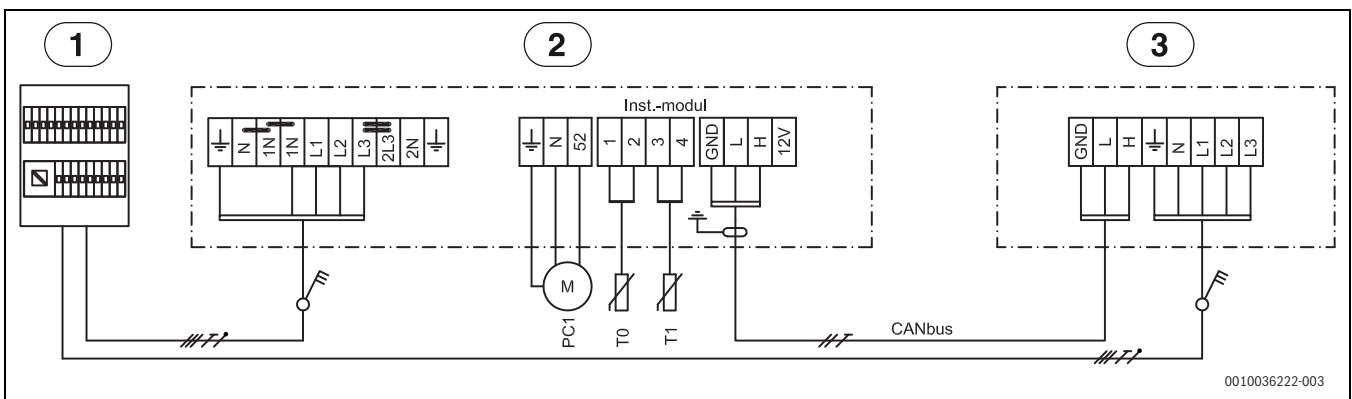 1
2
3
Inst.-modul
N
1N
1N
L1
L2
L3
2L3
2N
N
52
1
2
3
4
GND
L
H
12V
GND
L
H
N
L1
L2
L3
M
PC1
T0
T1
CANbus
0010036222-003